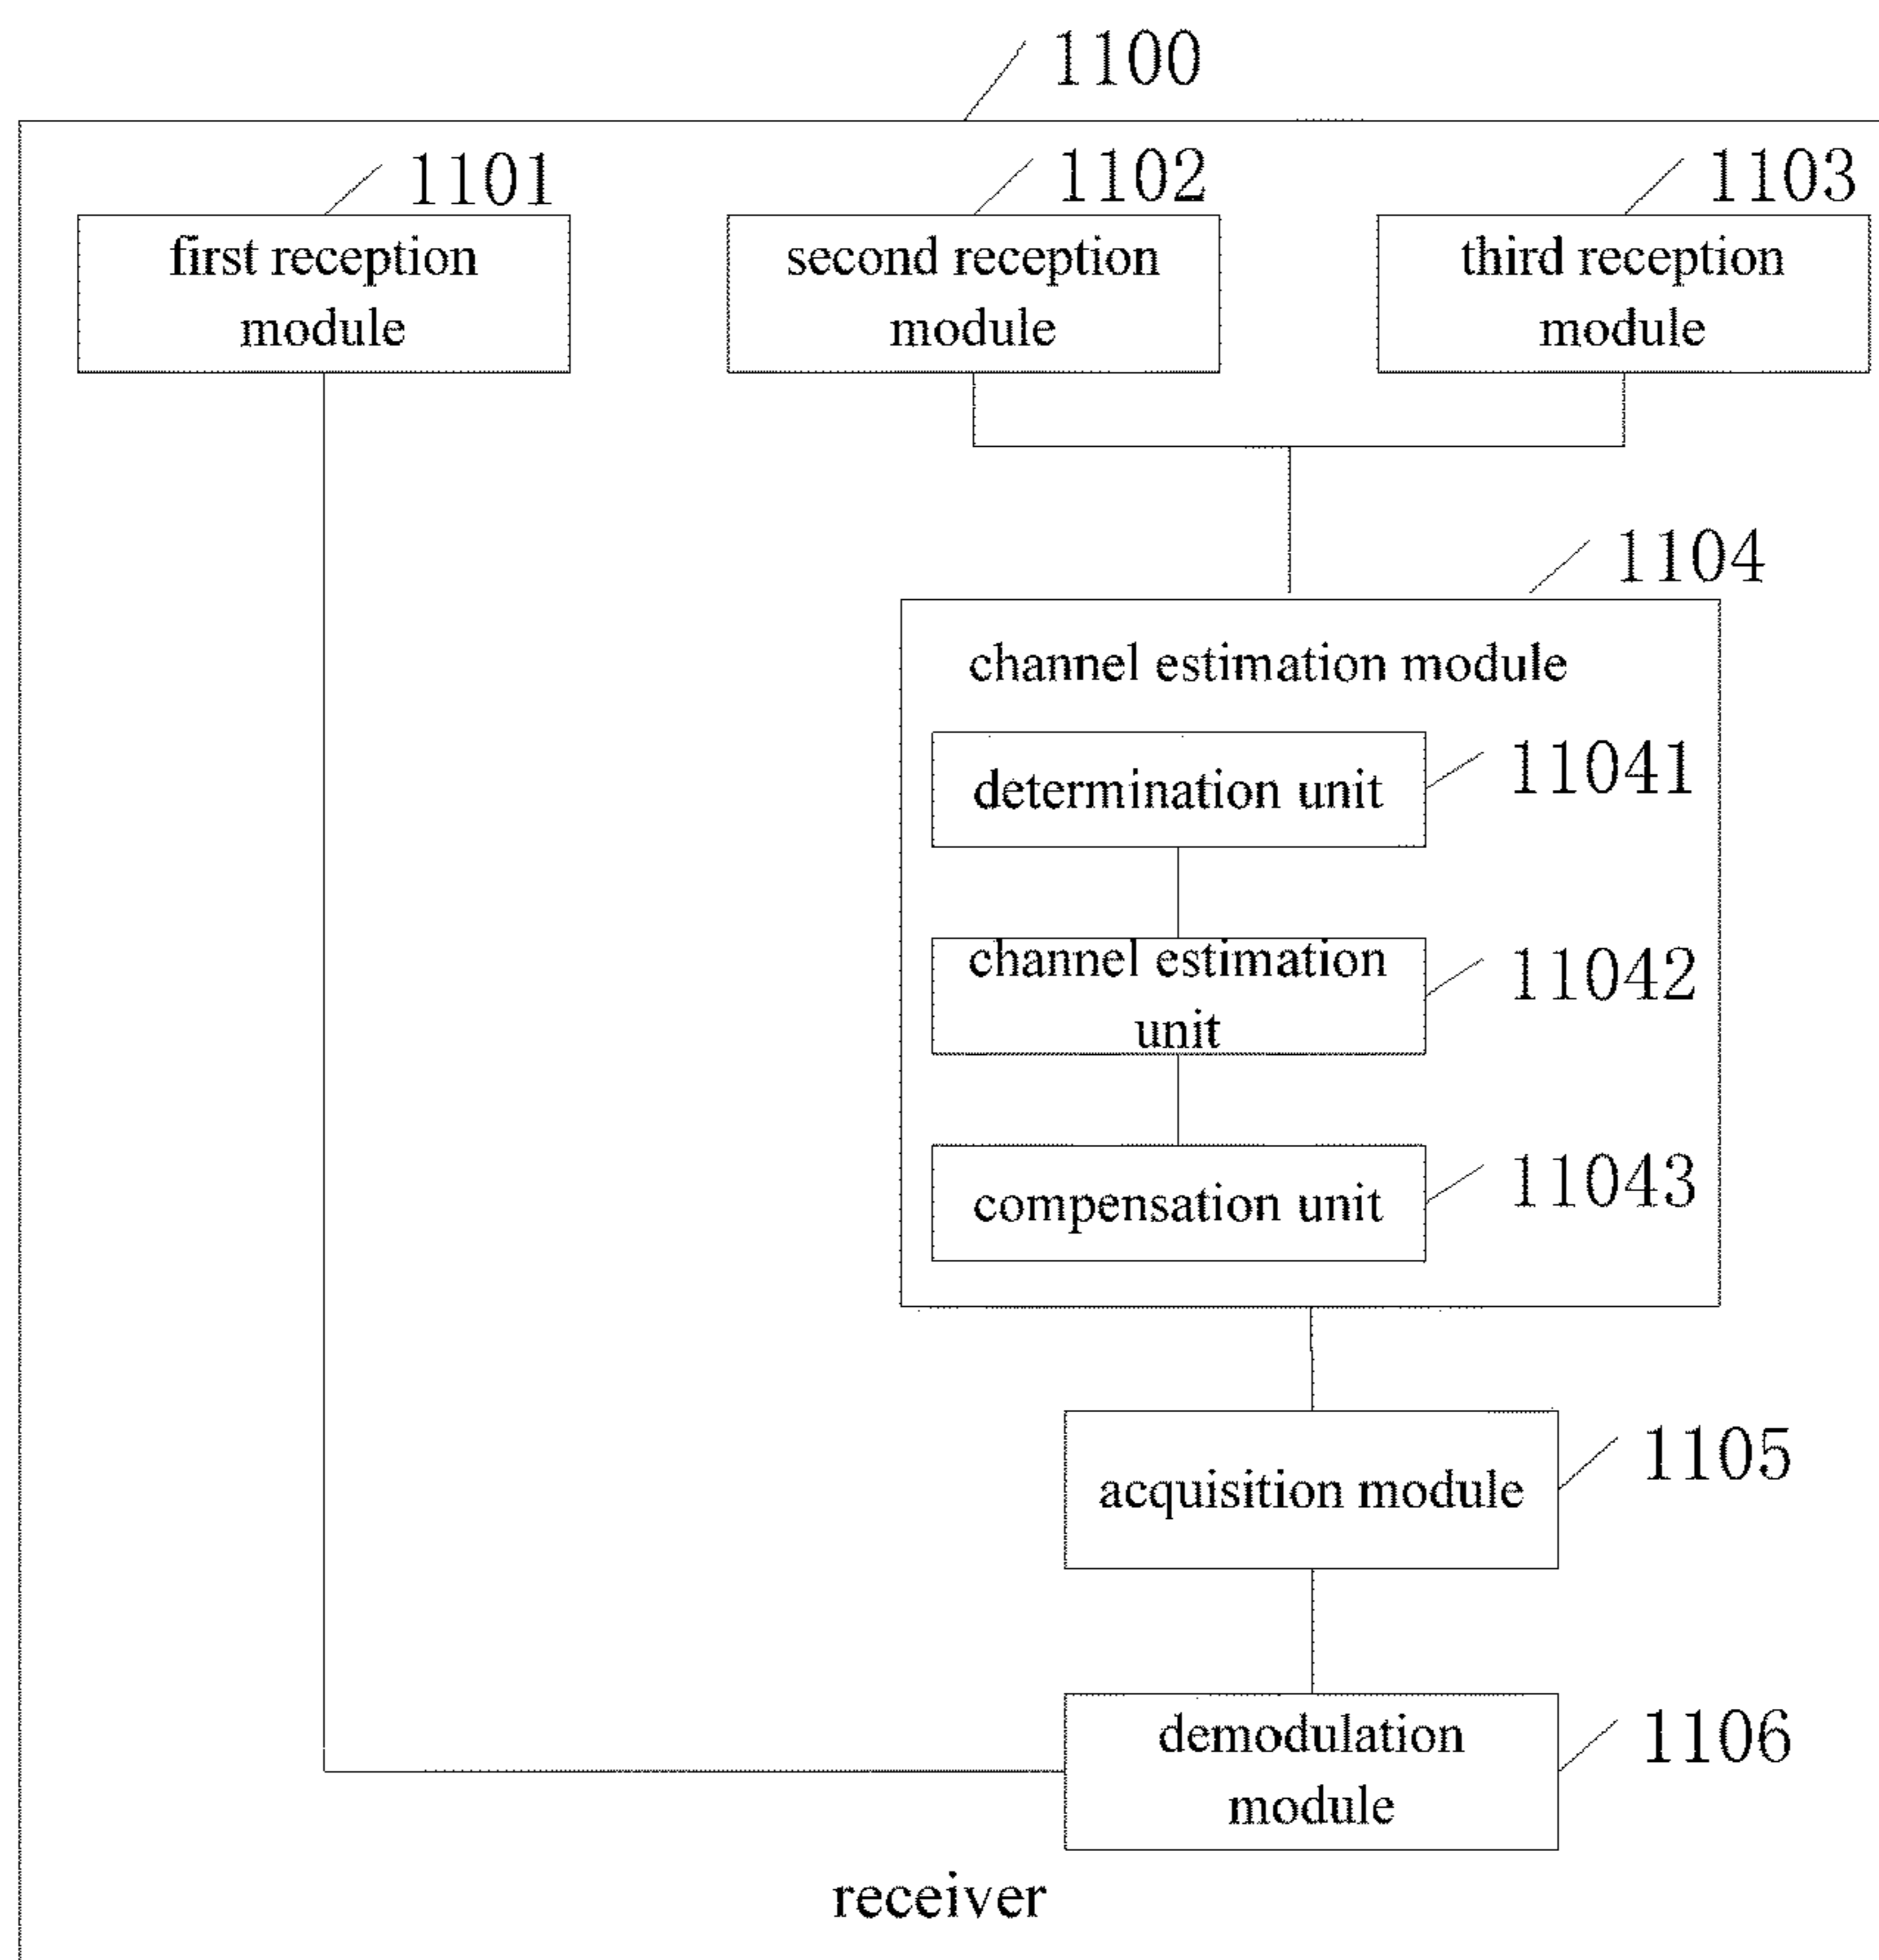 1100
1101
1102
1103
first reception
module
second reception
module
third reception
module
1104
channel estimation module
determination unit
11041
channel estimation
unit
11042
compensation unit
11043
acquisition module
1105
demodulation
module
1106
receiver